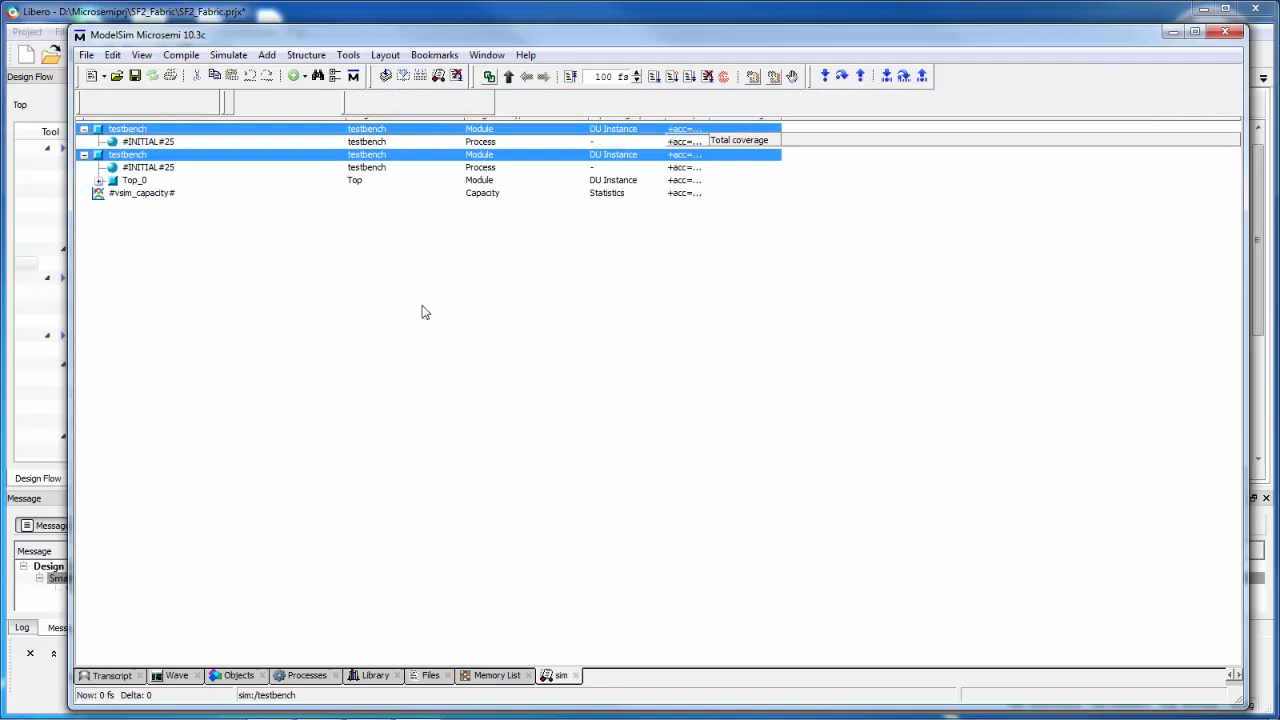 Libero - D:\Microsemiprj\SF2_Fabric\SF2_Fabric.prjx*
Project
ModelSim Microsemi 10.3c
File Edit View Compile Simulate Add Structure Tools Layout Bookmarks Window Help
100 fs
Design Flow
Top
Tool
testbench testbench Module DU Instance +acc=...
#INITIAL#25 testbench Process - +acc=... Total coverage
testbench testbench Module DU Instance +acc=...
#INITIAL#25 testbench Process - +acc=...
Top_0 Top Module DU Instance +acc=...
#vsim_capacity# Capacity Statistics +acc=...
Design Flow
Message
Message
Message
Design
Sma
Log Mess
Transcript Wave Objects Processes Library Files Memory List sim
Now: 0 fs Delta: 0 sim:/testbench